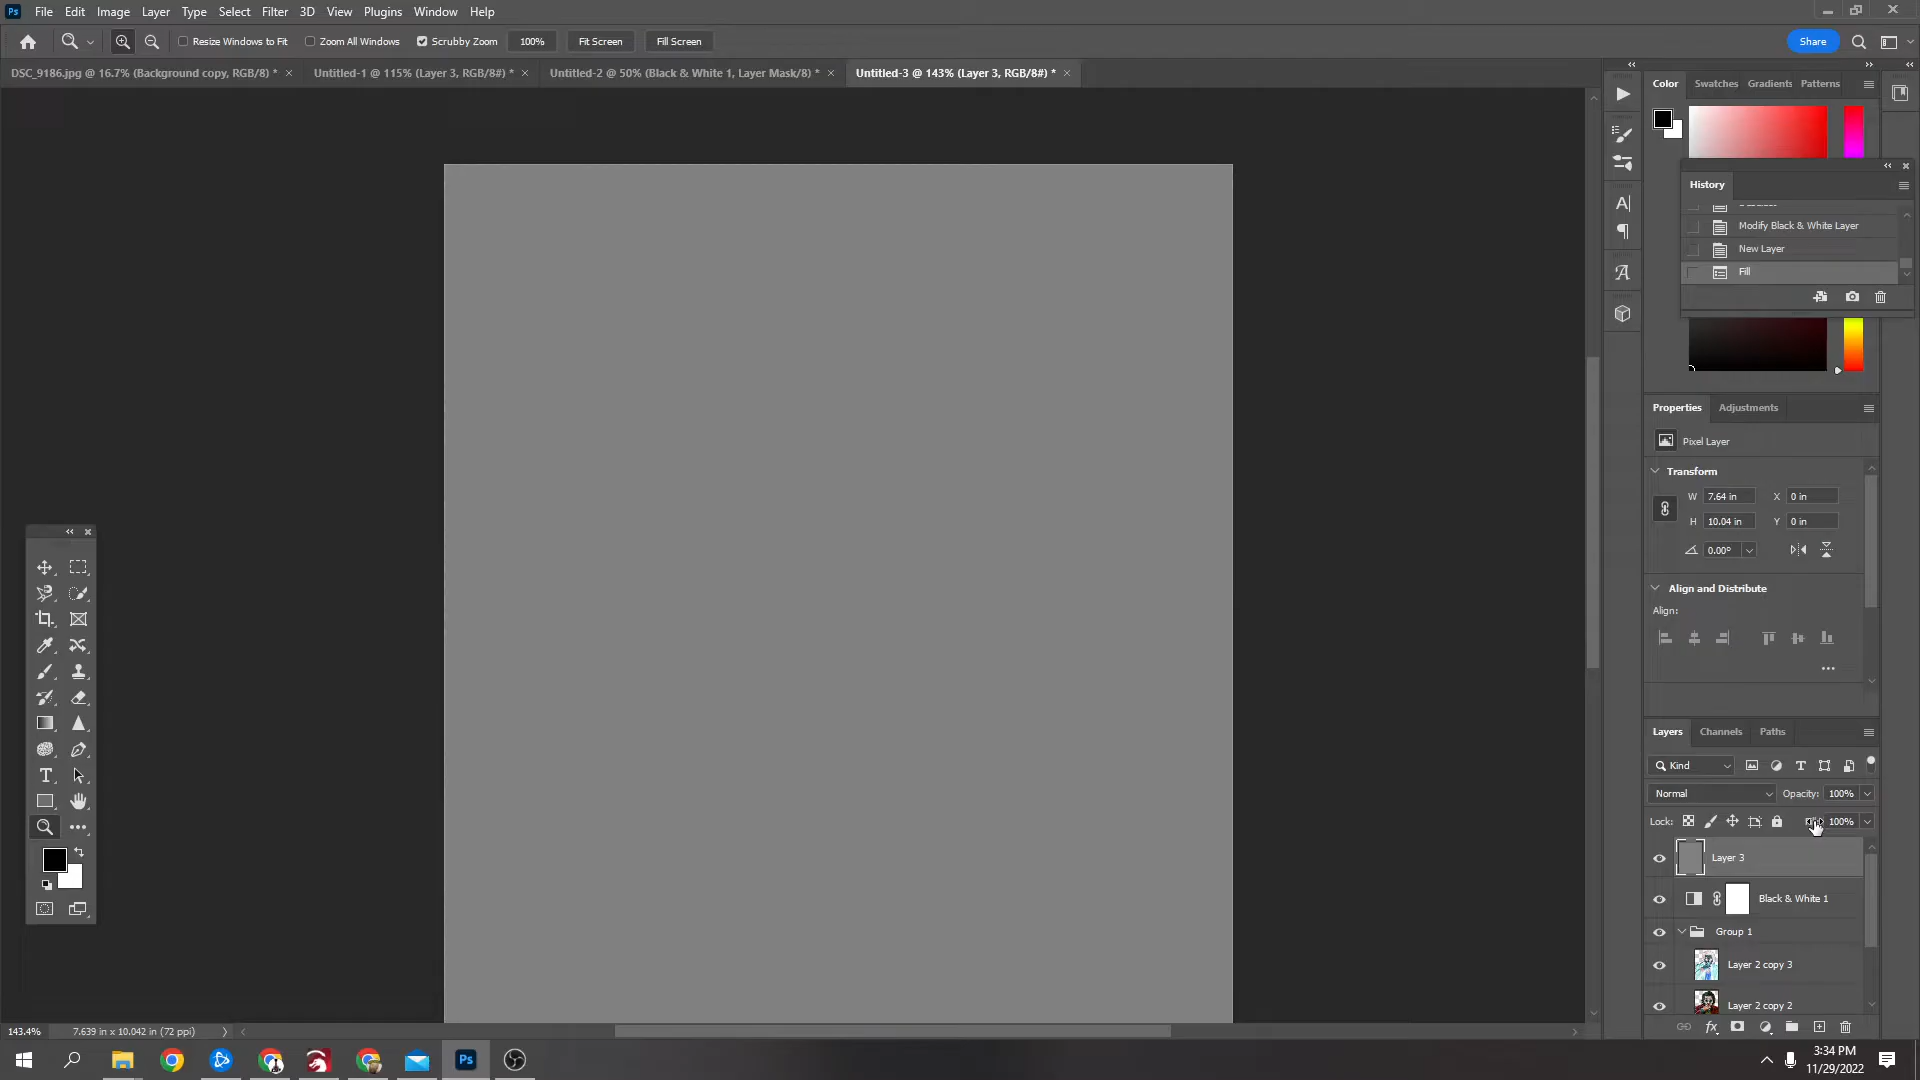 Ps File Edit Image Layer Type Select Filter 3D View Plugins Window Help
Resize Windows to Fit Zoom All Windows Scrubby Zoom 100% Fit Screen Fill Screen Share
DSC_9186.jpg @ 16.7% (Background copy, RGB/8) * × Untitled-1 @ 115% (Layer 3, RGB/8#) * × Untitled-2 @ 50% (Black & White 1, Layer Mask/8) * × Untitled-3 @ 143% (Layer 3, RGB/8#) * ×
Color Swatches Gradients Patterns
History
Modify Black & White Layer
New Layer
Fill
Properties Adjustments
Pixel Layer
Transform
W 7.64 in X 0 in
H 10.04 in Y 0 in
0.00°
Align and Distribute
Align:
Layers Channels Paths
Kind
Normal Opacity: 100%
Lock: 100%
Layer 3
Black & White 1
Group 1
Layer 2 copy 3
Layer 2 copy 2
143.4% 7.639 in x 10.042 in (72 ppi)
Ps
3:34 PM
11/29/2022